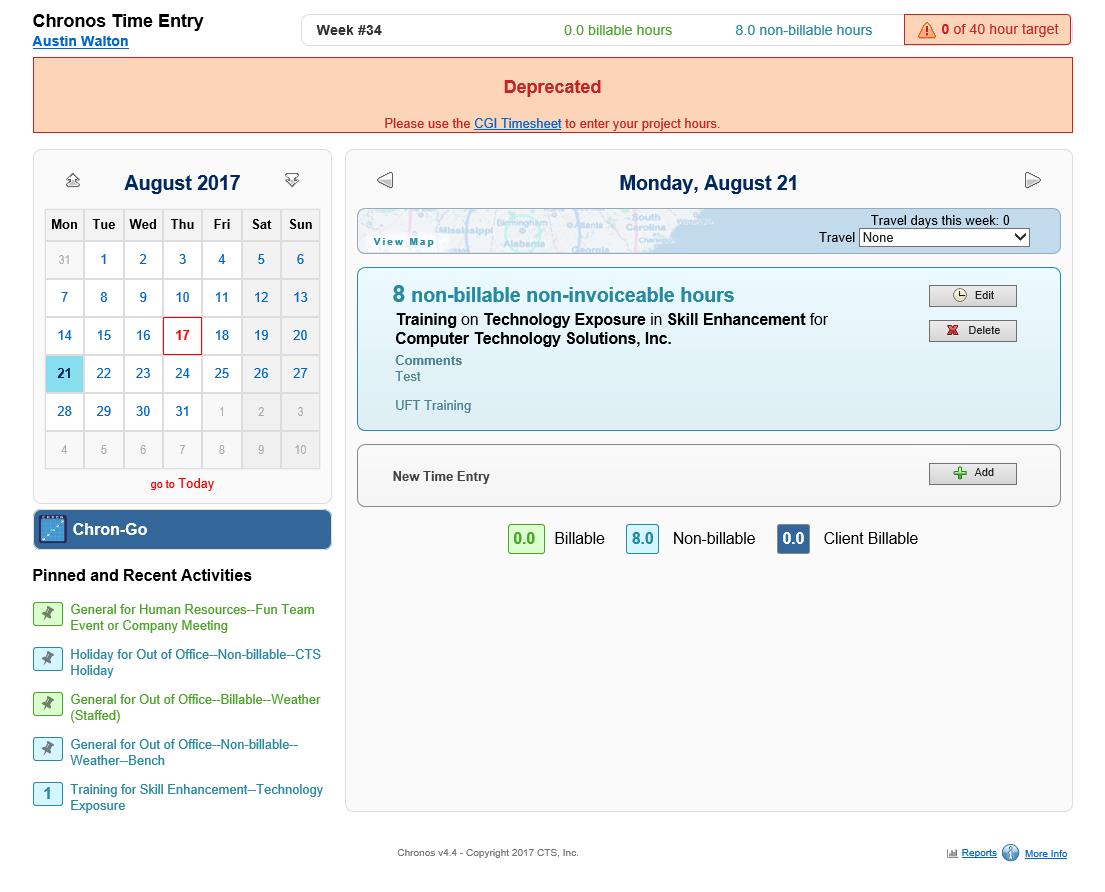 Chronos Time Entry
Austin Walton
Week #34
0.0 billable hours
8.0 non-billable hours
0 of 40 hour target
Deprecated
Please use the CGI Timesheet to enter your project hours.
August 2017
Mon Tue Wed Thu Fri Sat Sun
31 1 2 3 4 5 6
7 8 9 10 11 12 13
14 15 16 17 18 19 20
21 22 23 24 25 26 27
28 29 30 31 1 2 3
4 5 6 7 8 9 10
go to Today
Chron-Go
Pinned and Recent Activities
General for Human Resources--Fun Team
Event or Company Meeting
Holiday for Out of Office--Non-billable--CTS
Holiday
General for Out of Office--Billable--Weather
(Staffed)
General for Out of Office--Non-billable--
Weather--Bench
1 Training for Skill Enhancement--Technology
Exposure
Monday, August 21
Mississippi
Birmingham
Alabama
Atlanta
Georgia
South
Carolina
View Map
Travel days this week: 0
Travel None
8 non-billable non-invoiceable hours
Training on Technology Exposure in Skill Enhancement for
Computer Technology Solutions, Inc.
Comments
Test
UFT Training
Edit
Delete
New Time Entry
Add
0.0 Billable 8.0 Non-billable 0.0 Client Billable
Chronos v4.4 - Copyright 2017 CTS, Inc.
Reports
More Info